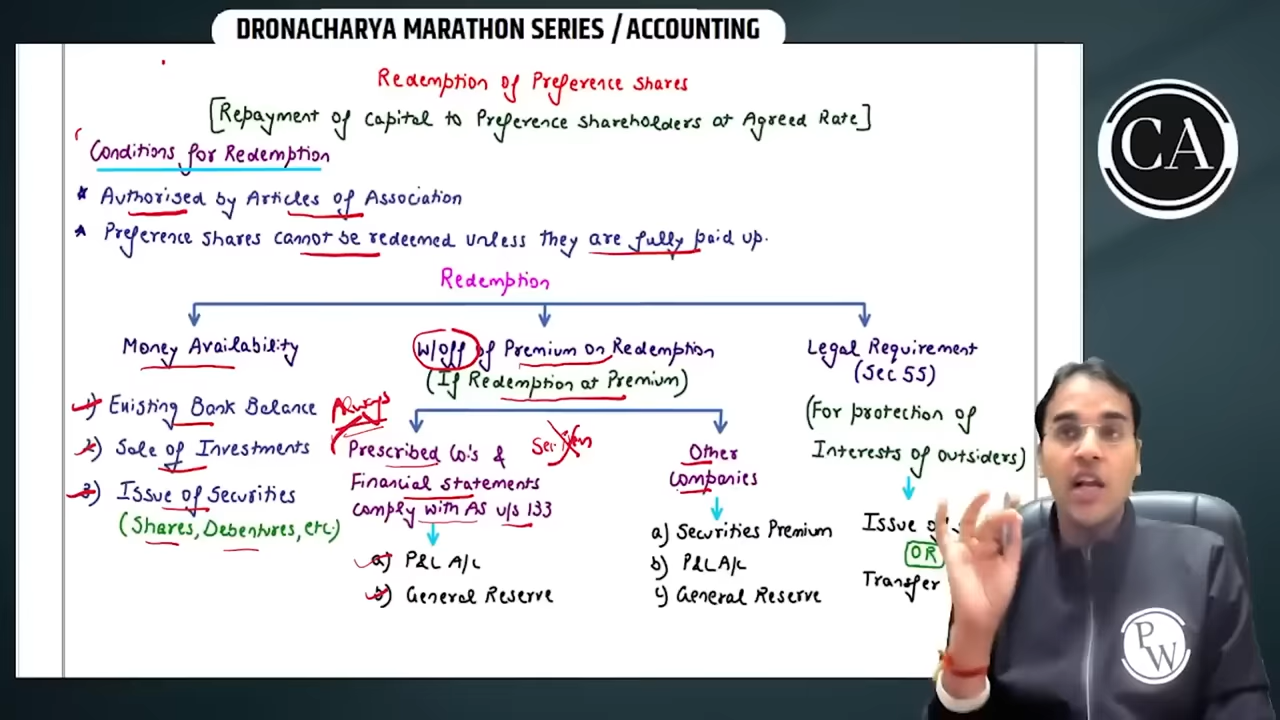 DRONACHARYA MARATHON SERIES / ACCOUNTING
Redemption of Preference shares
[Repayment of capital to Preference shareholders at Agreed Rate]
Conditions for Redemption
* Authorised by Articles of Association
* Preference shares cannot be redeemed unless they are fully paid up.
Redemption
Money Availability
1) Existing Bank Balance
2) Sale of Investments
3) Issue of Securities
(Shares, Debentures, etc.)
W/off of Premium on Redemption
(If Redemption at Premium)
Always
Prescribed Co's &
Financial statements
comply with AS u/s 133
a) P&L A/c
b) General Reserve
Other
companies
a) Securities Premium
b) P&L A/c
c) General Reserve
Legal Requirement
(Sec 55)
(For protection of
Interests of outsiders)
Issue of
OR
Transfer
CA
PW